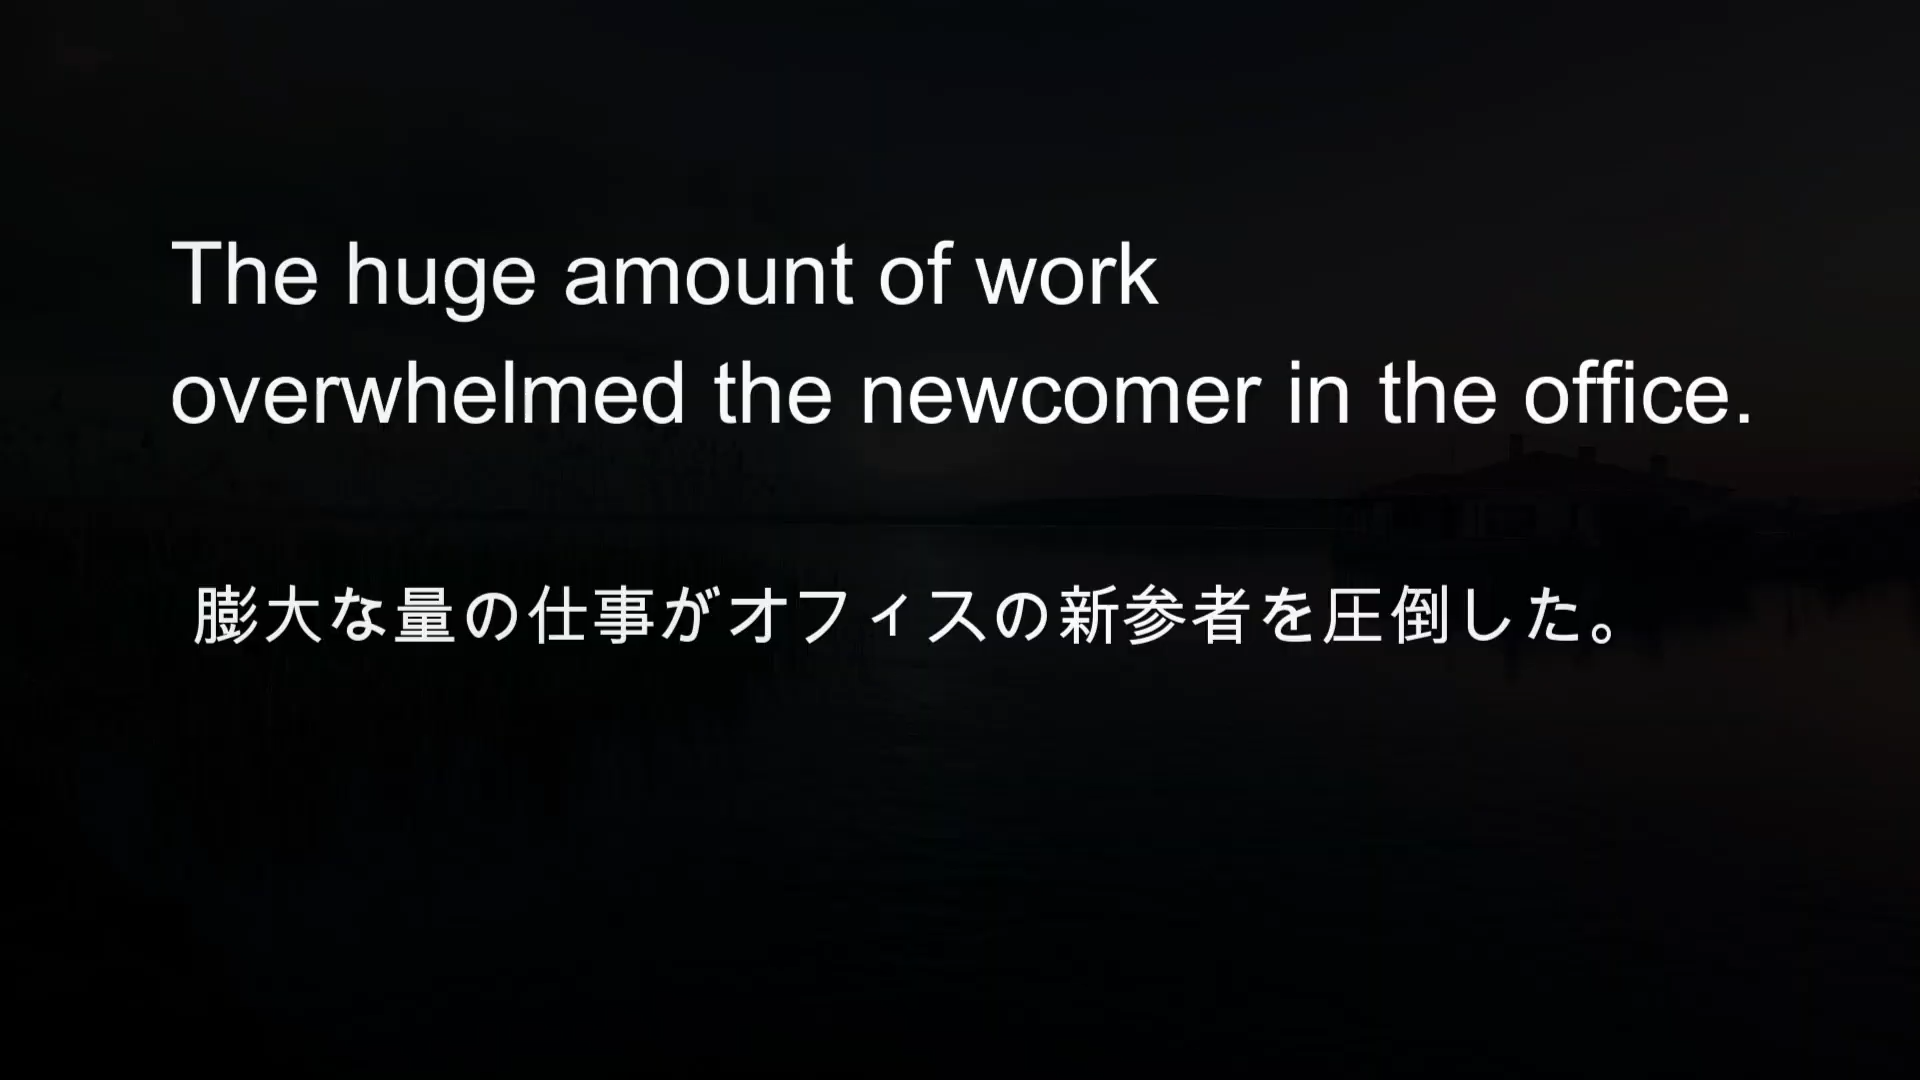 The huge amount of work
overwhelmed the newcomer in the office.
膨大な量の仕事がオフィスの新参者を圧倒した。